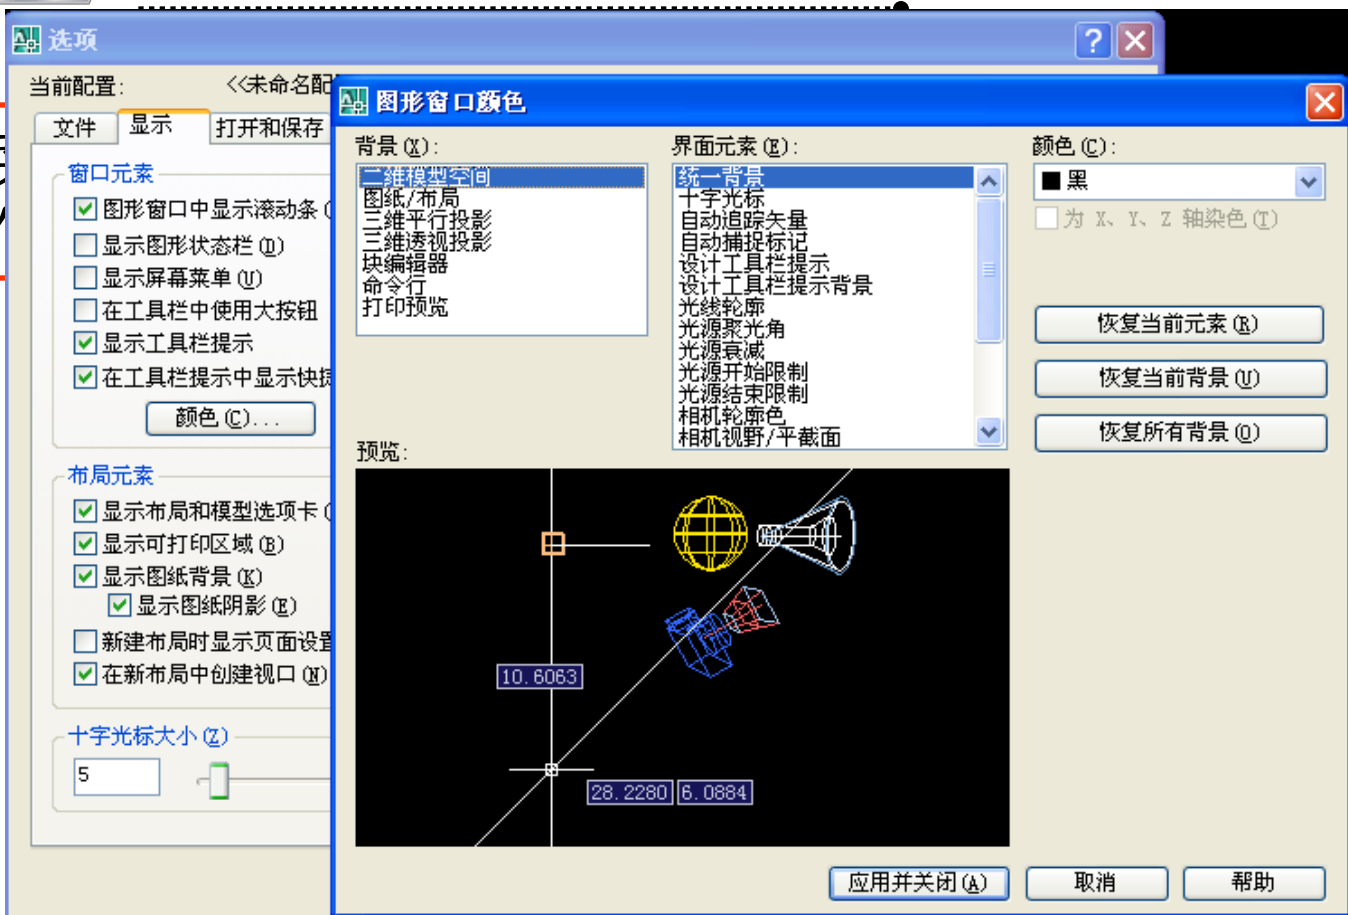 选项
当前配置:
<<未命名配
文件
显示
打开和保存
窗口元素
图形窗口中显示滚动条(
显示图形状态栏(D)
显示屏幕菜单(U)
在工具栏中使用大按钮
显示工具栏提示
在工具栏提示中显示快捷
颜色(C)...
布局元素
显示布局和模型选项卡(
显示可打印区域(B)
显示图纸背景(K)
显示图纸阴影(E)
新建布局时显示页面设置
在新布局中创建视口(N)
十字光标大小(Z)
5
图形窗口颜色
背景(X):
二维模型空间
图纸/布局
三维平行投影
三维透视投影
块编辑器
命令行
打印预览
界面元素(E):
统一背景
十字光标
自动追踪矢量
自动捕捉标记
设计工具栏提示
设计工具栏提示背景
光线轮廓
光源聚光角
光源衰减
光源开始限制
光源结束限制
相机轮廓色
相机视野/平截面
颜色(C):
黑
为 X、Y、Z 轴染色(T)
恢复当前元素(R)
恢复当前背景(U)
恢复所有背景(O)
预览:
10.6063
28.2280 6.0884
应用并关闭(A)
取消
帮助